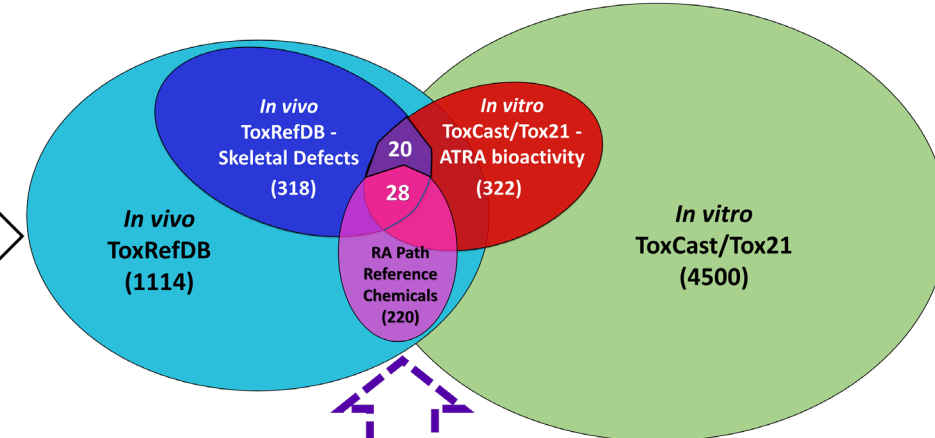 In vivo
ToxRefDB -
Skeletal Defects
(318)
20
28
In vitro
ToxCast/Tox21 -
ATRA bioactivity
(322)
In vivo
ToxRefDB
(1114)
RA Path
Reference
Chemicals
(220)
In vitro
ToxCast/Tox21
(4500)